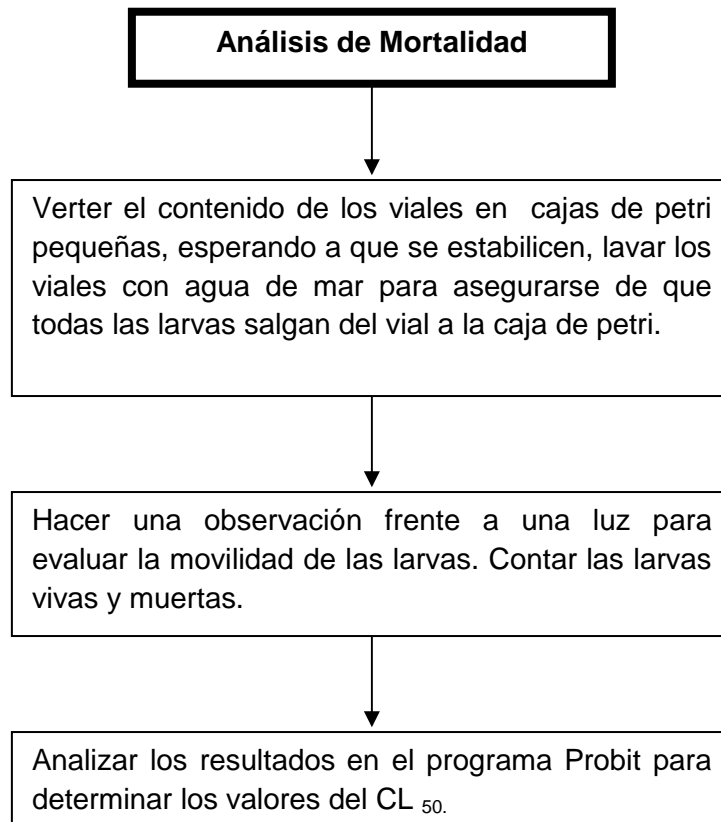 Análisis de Mortalidad
Verter el contenido de los viales en cajas de petri
pequeñas, esperando a que se estabilicen, lavar los
viales con agua de mar para asegurarse de que
todas las larvas salgan del vial a la caja de petri.
Hacer una observación frente a una luz para
evaluar la movilidad de las larvas. Contar las larvas
vivas y muertas.
Analizar los resultados en el programa Probit para
determinar los valores del CL 50.